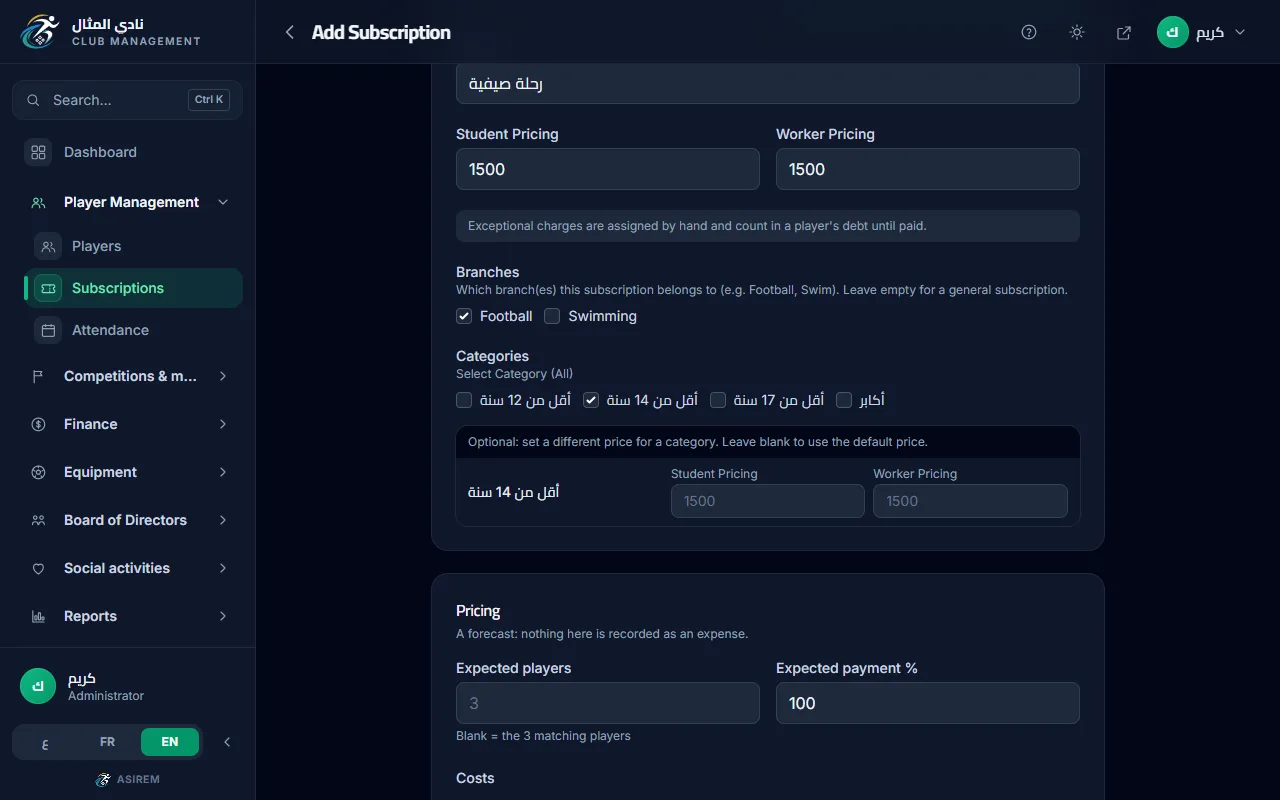 نادي المثال
CLUB MANAGEMENT
Search...
Ctrl K
Dashboard
Player Management
Players
Subscriptions
Attendance
Competitions & m...
Finance
Equipment
Board of Directors
Social activities
Reports
ك
كريم
Administrator
ع
FR
EN
ASIREM
Add Subscription
ك
كريم
رحلة صيفية
Student Pricing
Worker Pricing
1500
1500
Exceptional charges are assigned by hand and count in a player's debt until paid.
Branches
Which branch(es) this subscription belongs to (e.g. Football, Swim). Leave empty for a general subscription.
Football
Swimming
Categories
Select Category (All)
أقل من 12 سنة
أقل من 14 سنة
أقل من 17 سنة
أكابر
Optional: set a different price for a category. Leave blank to use the default price.
أقل من 14 سنة
Student Pricing
Worker Pricing
1500
1500
Pricing
A forecast: nothing here is recorded as an expense.
Expected players
Expected payment %
3
100
Blank = the 3 matching players
Costs